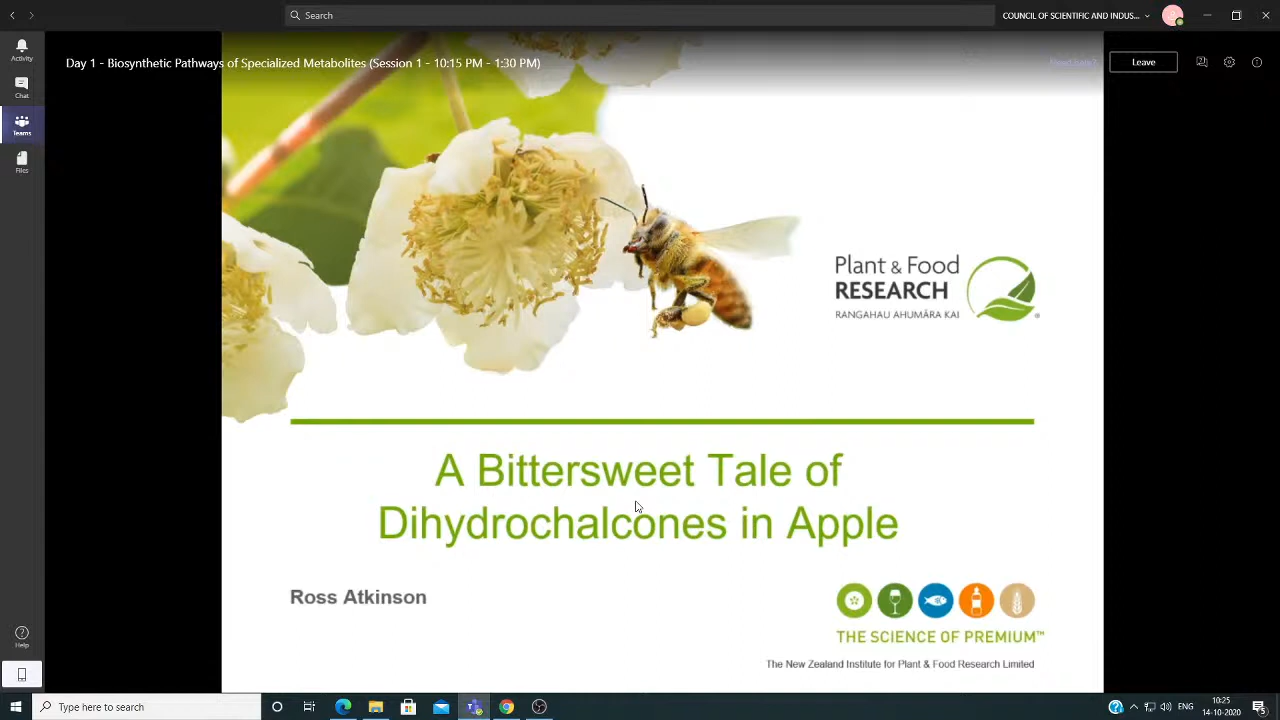 Search
COUNCIL OF SCIENTIFIC AND INDUS...
Activity
Chat
Teams
Files
Help
Day 1 - Biosynthetic Pathways of Specialized Metabolites (Session 1 - 10:15 PM - 1:30 PM)
Need help?
Leave
Plant & Food
RESEARCH
RANGAHAU AHUMĀRA KAI
®
A Bittersweet Tale of
Dihydrochalcones in Apple
Ross Atkinson
THE SCIENCE OF PREMIUM™
The New Zealand Institute for Plant & Food Research Limited
Type here to search
ENG
10:25
14-10-2020